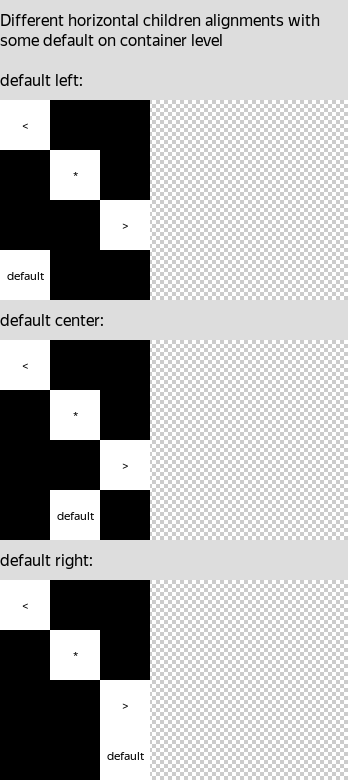 Different horizontal children alignments with
some default on container level
default left:
<
*
>
default
default center:
<
*
>
default
default right:
<
*
>
default